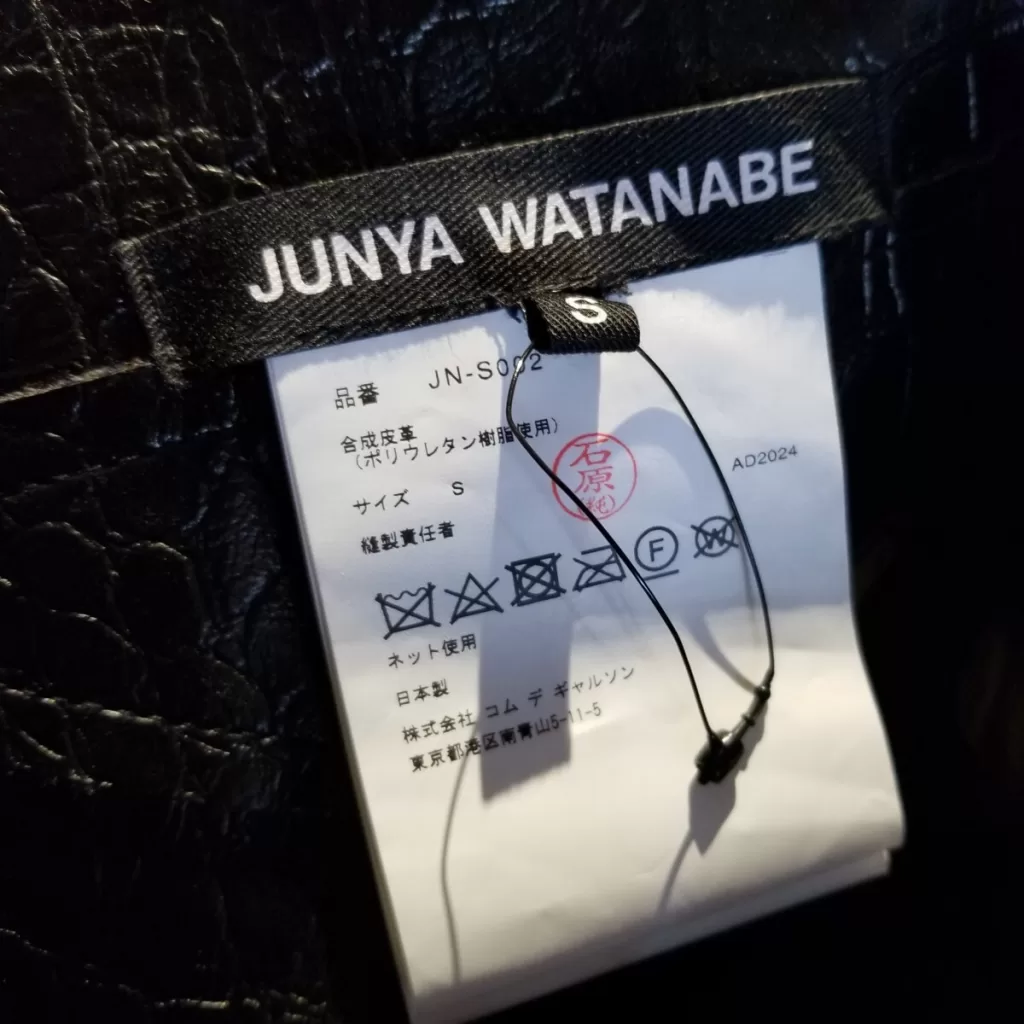 JUNYA WATANABE
S
品番 JN-S002
合成皮革
(ポリウレタン樹脂使用)
サイズ S
石原
(純)
AD2024
縫製責任者
F
W
ネット使用
日本製
株式会社 コム デ ギャルソン
東京都港区南青山5-11-5